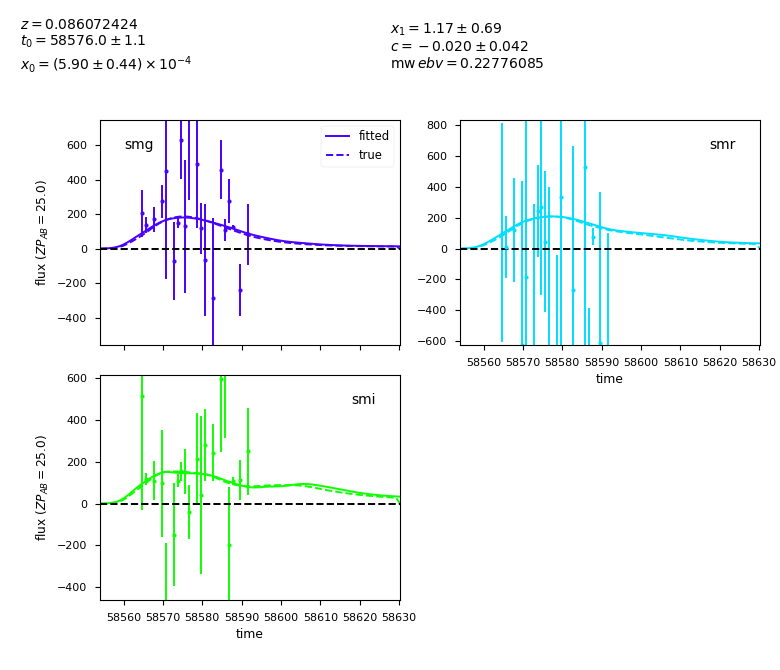 z = 0.086072424
t₀ = 58576.0 ± 1.1
x₀ = (5.90 ± 0.44) × 10⁻⁴
x₁ = 1.17 ± 0.69
c = −0.020 ± 0.042
mwebv = 0.22776085
smg
fitted
true
600
400
200
0
−200
−400
flux (ZP_AB = 25.0)
smr
800
600
400
200
0
−200
−400
−600
58560 58570 58580 58590 58600 58610 58620 58630
time
smi
600
400
200
0
−200
−400
flux (ZP_AB = 25.0)
58560 58570 58580 58590 58600 58610 58620 58630
time